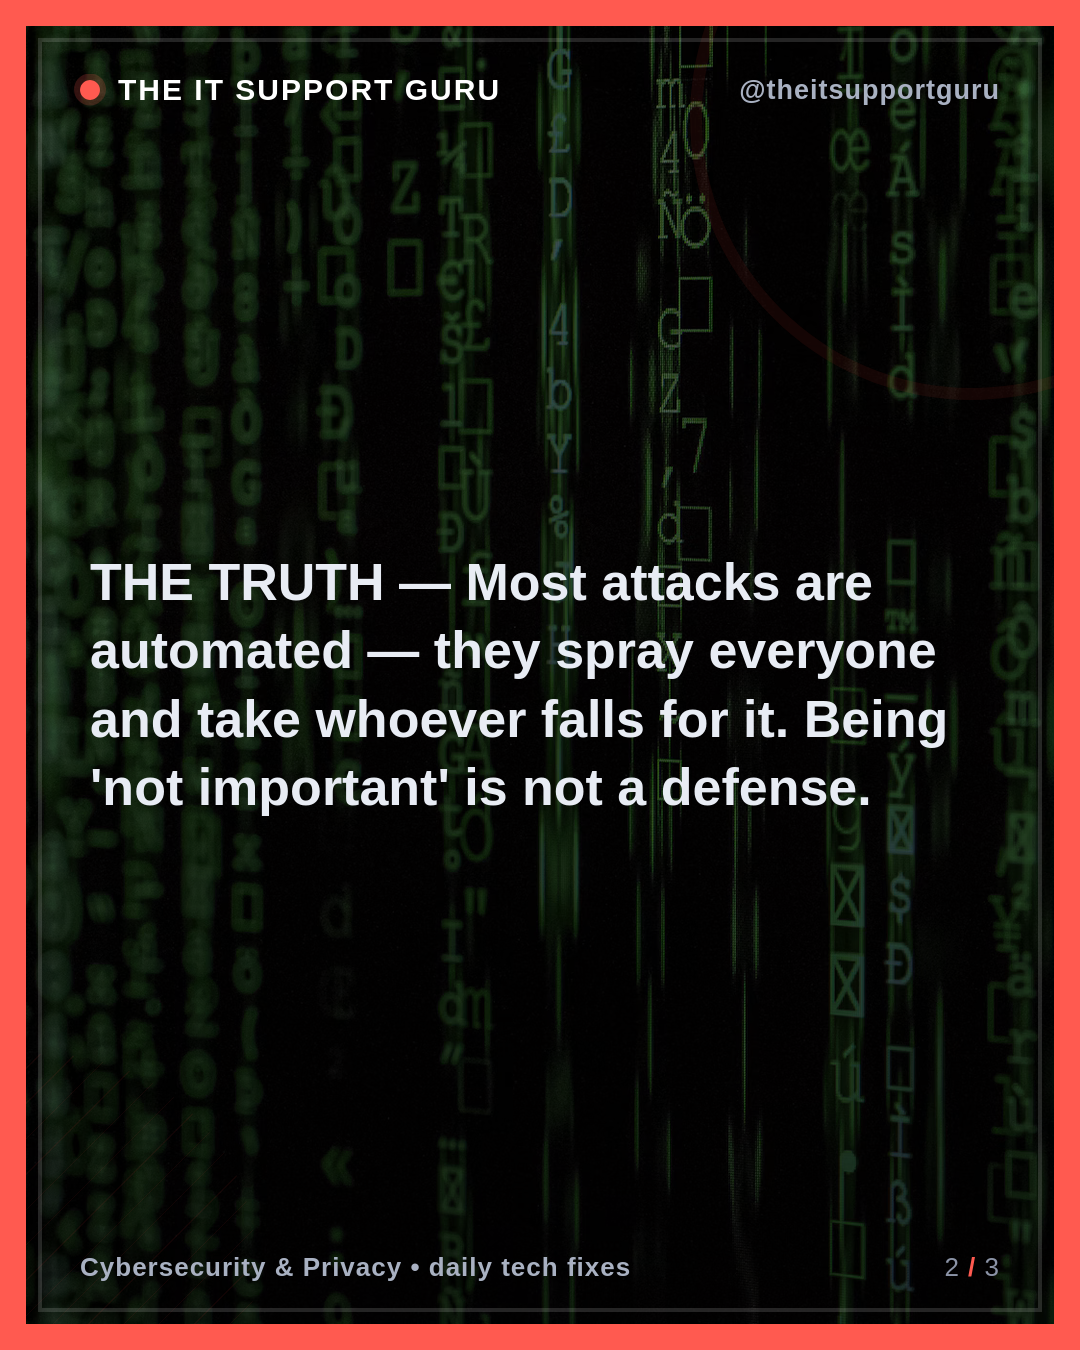 THE IT SUPPORT GURU
@theitsupportguru
THE TRUTH — Most attacks are
automated — they spray everyone
and take whoever falls for it. Being
'not important' is not a defense.
Cybersecurity & Privacy • daily tech fixes
2 / 3